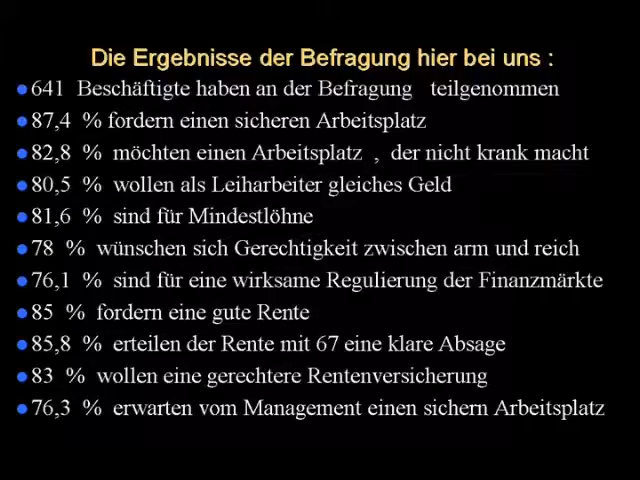 Die Ergebnisse der Befragung hier bei uns :
641 Beschäftigte haben an der Befragung teilgenommen
87,4 % fordern einen sicheren Arbeitsplatz
82,8 % möchten einen Arbeitsplatz , der nicht krank macht
80,5 % wollen als Leiharbeiter gleiches Geld
81,6 % sind für Mindestlöhne
78 % wünschen sich Gerechtigkeit zwischen arm und reich
76,1 % sind für eine wirksame Regulierung der Finanzmärkte
85 % fordern eine gute Rente
85,8 % erteilen der Rente mit 67 eine klare Absage
83 % wollen eine gerechtere Rentenversicherung
76,3 % erwarten vom Management einen sichern Arbeitsplatz